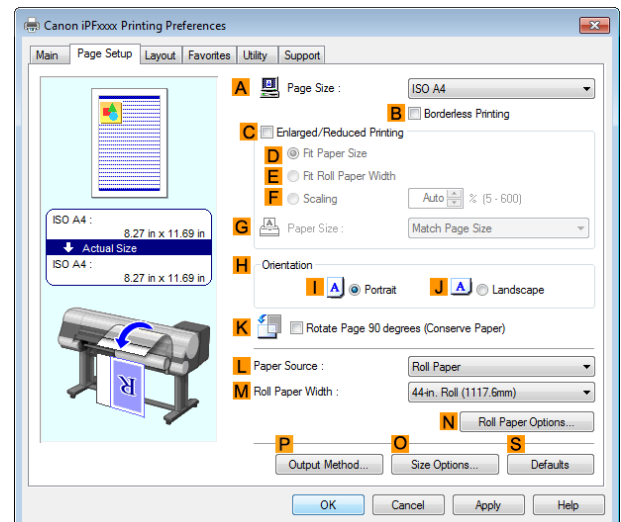 Canon iPFxxxx Printing Preferences
Main Page Setup Layout Favorites Utility Support
A Page Size : ISO A4
B Borderless Printing
C Enlarged/Reduced Printing
D Fit Paper Size
E Fit Roll Paper Width
F Scaling Auto % (5 - 600)
G Paper Size : Match Page Size
ISO A4 :
8.27 in x 11.69 in
Actual Size
ISO A4 :
8.27 in x 11.69 in
H Orientation
I A Portrait J A Landscape
K Rotate Page 90 degrees (Conserve Paper)
R
L Paper Source : Roll Paper
M Roll Paper Width : 44-in. Roll (1117.6mm)
N Roll Paper Options...
P O S
Output Method... Size Options... Defaults
OK Cancel Apply Help